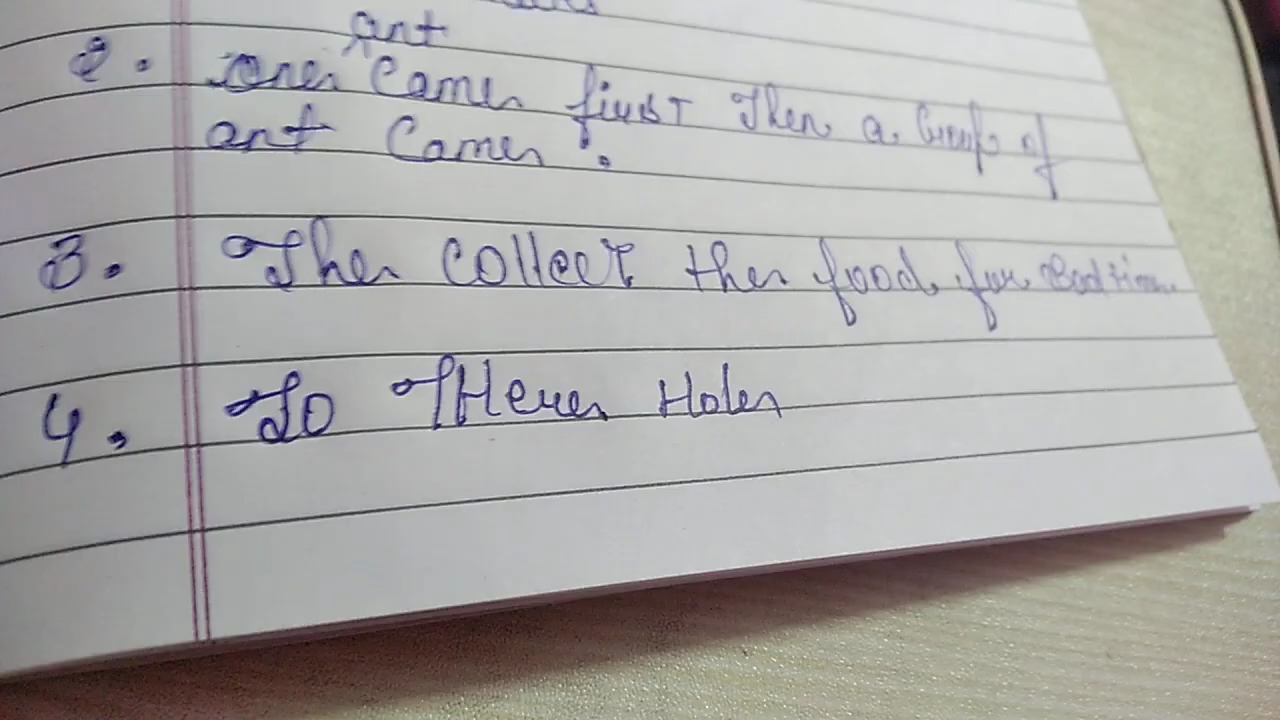 ant
2. one Came first Then a Group of
ant Came.
3. The collect the food for Bad time
4. To THere Hole